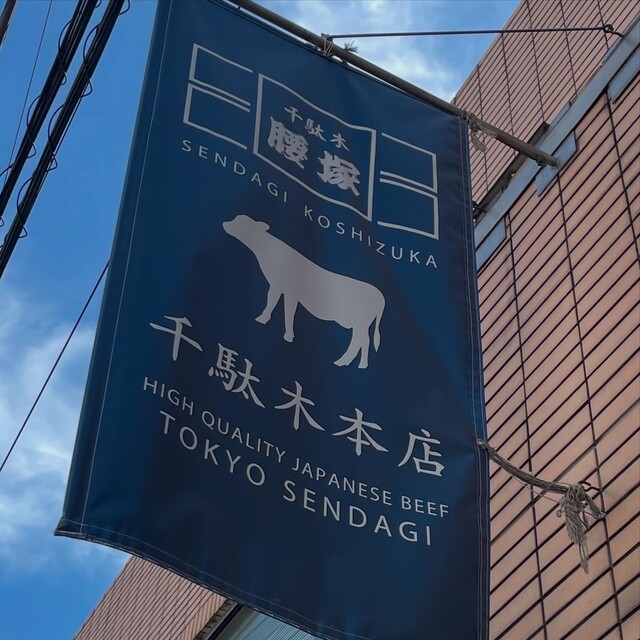 千駄木
腰塚
SENDAGI KOSHIZUKA
千駄木本店
HIGH QUALITY JAPANESE BEEF
TOKYO SENDAGI